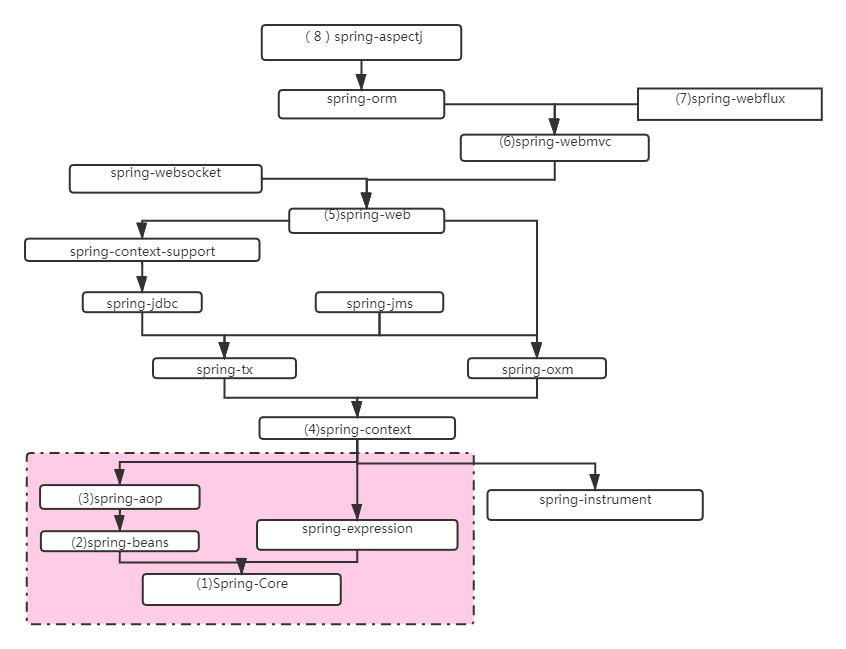 （8）spring-aspectj
spring-orm
(7)spring-webflux
(6)spring-webmvc
spring-websocket
(5)spring-web
spring-context-support
spring-jdbc
spring-jms
spring-tx
spring-oxm
(4)spring-context
(3)spring-aop
spring-instrument
(2)spring-beans
spring-expression
(1)Spring-Core